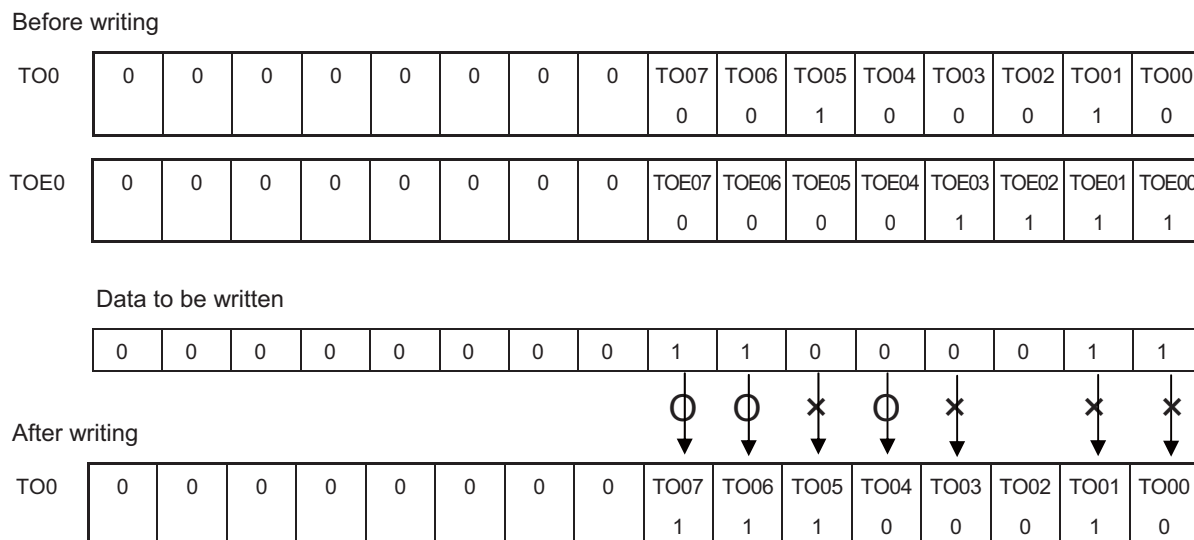 Before writing
TO0 0 0 0 0 0 0 0 0 TO07 TO06 TO05 TO04 TO03 TO02 TO01 TO00
0 0 1 0 0 0 1 0
TOE0 0 0 0 0 0 0 0 0 TOE07 TOE06 TOE05 TOE04 TOE03 TOE02 TOE01 TOE00
0 0 0 0 1 1 1 1
Data to be written
0 0 0 0 0 0 0 0 1 1 0 0 0 0 1 1
O O × O × × ×
After writing
TO0 0 0 0 0 0 0 0 0 TO07 TO06 TO05 TO04 TO03 TO02 TO01 TO00
1 1 1 0 0 0 1 0